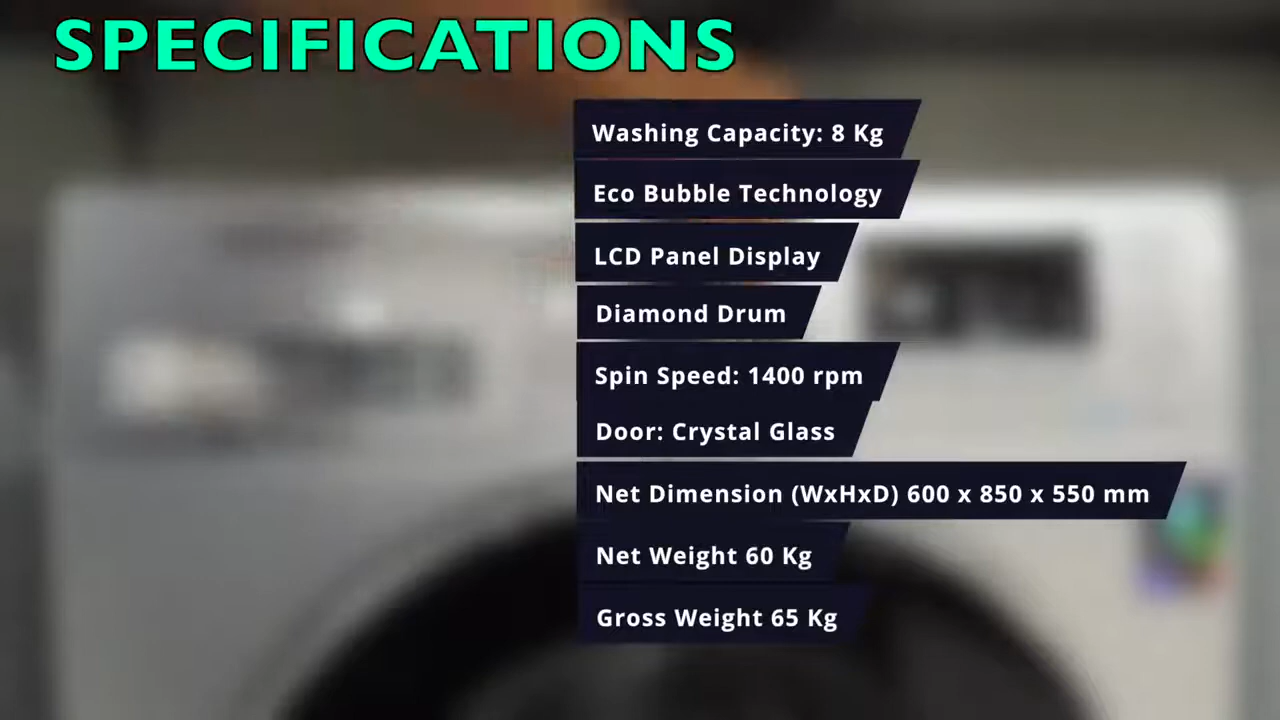 SPECIFICATIONS
Washing Capacity: 8 Kg
Eco Bubble Technology
LCD Panel Display
Diamond Drum
Spin Speed: 1400 rpm
Door: Crystal Glass
Net Dimension (WxHxD) 600 x 850 x 550 mm
Net Weight 60 Kg
Gross Weight 65 Kg